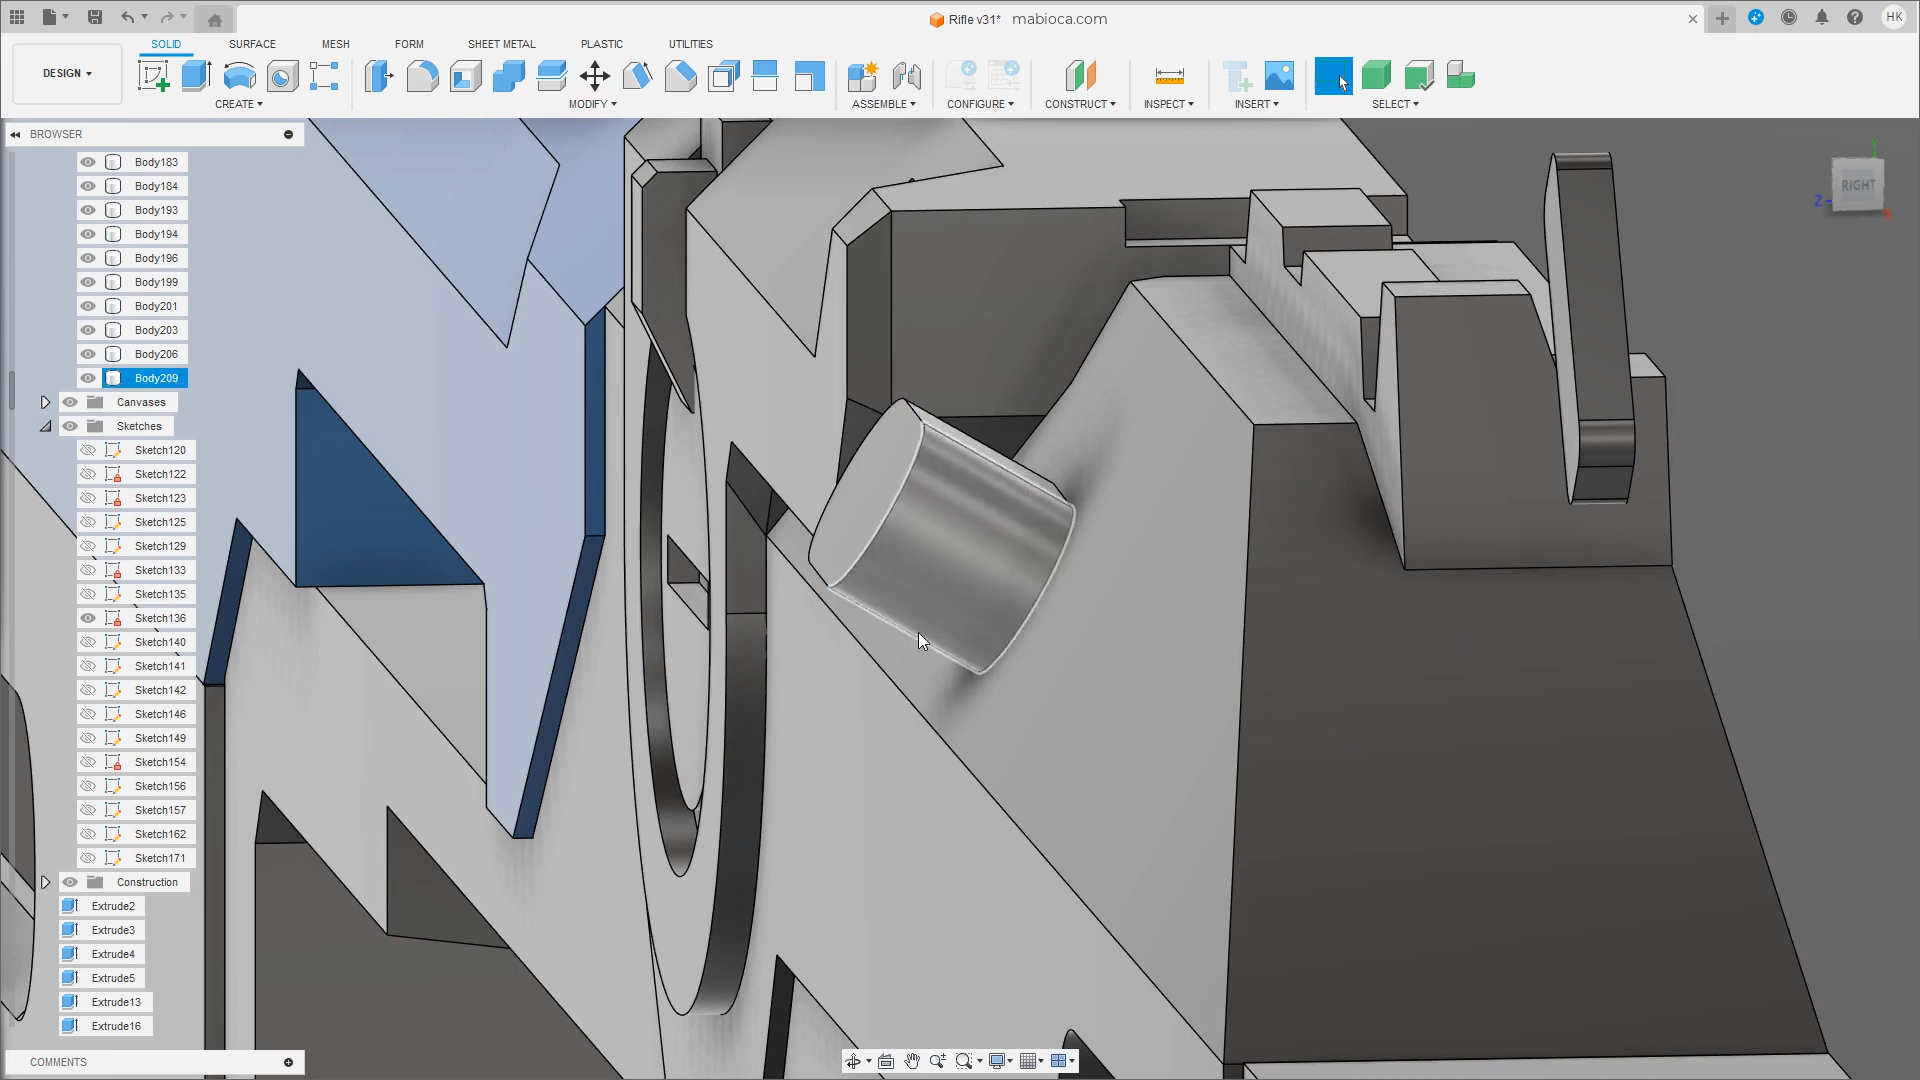 Rifle v31* mabioca.com
HK
SOLID SURFACE MESH FORM SHEET METAL PLASTIC UTILITIES
DESIGN
CREATE MODIFY ASSEMBLE CONFIGURE CONSTRUCT INSPECT INSERT SELECT
BROWSER
Body183
Body184
Body193
Body194
Body196
Body199
Body201
Body203
Body206
Body209
Canvases
Sketches
Sketch120
Sketch122
Sketch123
Sketch125
Sketch129
Sketch133
Sketch135
Sketch136
Sketch140
Sketch141
Sketch142
Sketch146
Sketch149
Sketch154
Sketch156
Sketch157
Sketch162
Sketch171
Construction
Extrude2
Extrude3
Extrude4
Extrude5
Extrude13
Extrude16
COMMENTS
Y
RIGHT
Z